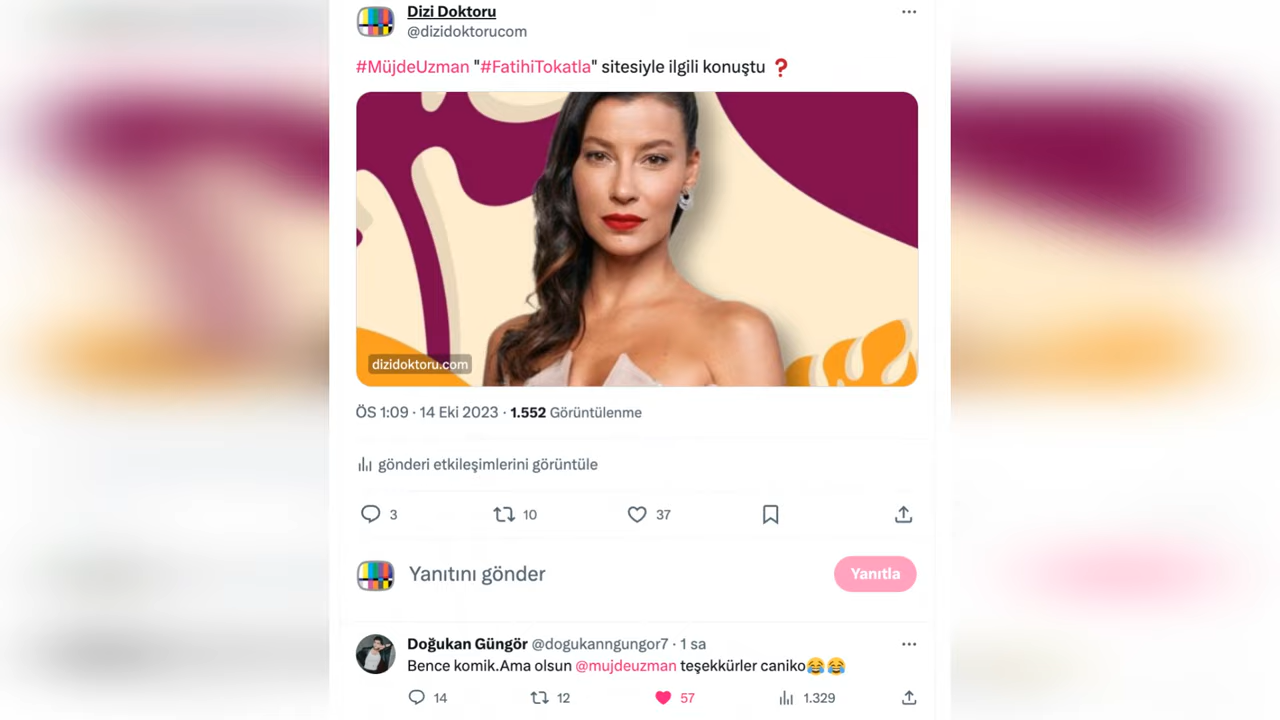 Dizi Doktoru
@dizidoktorucom
#MüjdeUzman "#FatihiTokatla" sitesiyle ilgili konuştu ❓
dizidoktoru.com
ÖS 1:09 · 14 Eki 2023 · 1.552 Görüntülenme
gönderi etkileşimlerini görüntüle
3 10 37
Yanıtını gönder Yanıtla
Doğukan Güngör @dogukanngungor7 · 1 sa
Bence komik.Ama olsun @mujdeuzman teşekkürler caniko😂😂
14 12 57 1.329